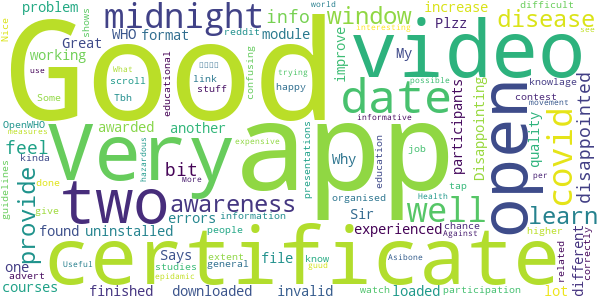 world
problem
shows
Great
WHO
format
scroll
Nice
What
Tbh
link
stuff
educational
reddit
confusing
midnight
info
module
happy
trying
window
My
improve
increase
Plzz
disease
difficult
interesting
see
Some
use
working
Good
video
date
awarded
another
presentations
Why
bit
job
education
informative
participants
possible
Disappointing
knowlage
contest
movement
quality
open
covid
disappointed
OpenWHO
measures
kinda
feel
guidelines
provide
done
give
Very
app
two
awareness
hazardous
expensive
More
organised
Sir
tap
Health
well
learn
per
different
correctly
higher
errors
information
found
uninstalled
people
experienced
chance
Against
Says
extent
file
know
certificate
one
advert
courses
Useful
epidamic
studies
general
good
Asibone
related
finished
downloaded
invalid
watch
loaded
participation
lot